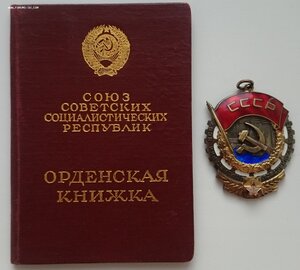 СОЮЗ
СОВЕТСКИХ
СОЦИАЛИСТИЧЕСКИХ
РЕСПУБЛИК
ОРДЕНСКАЯ
КНИЖКА
СССР